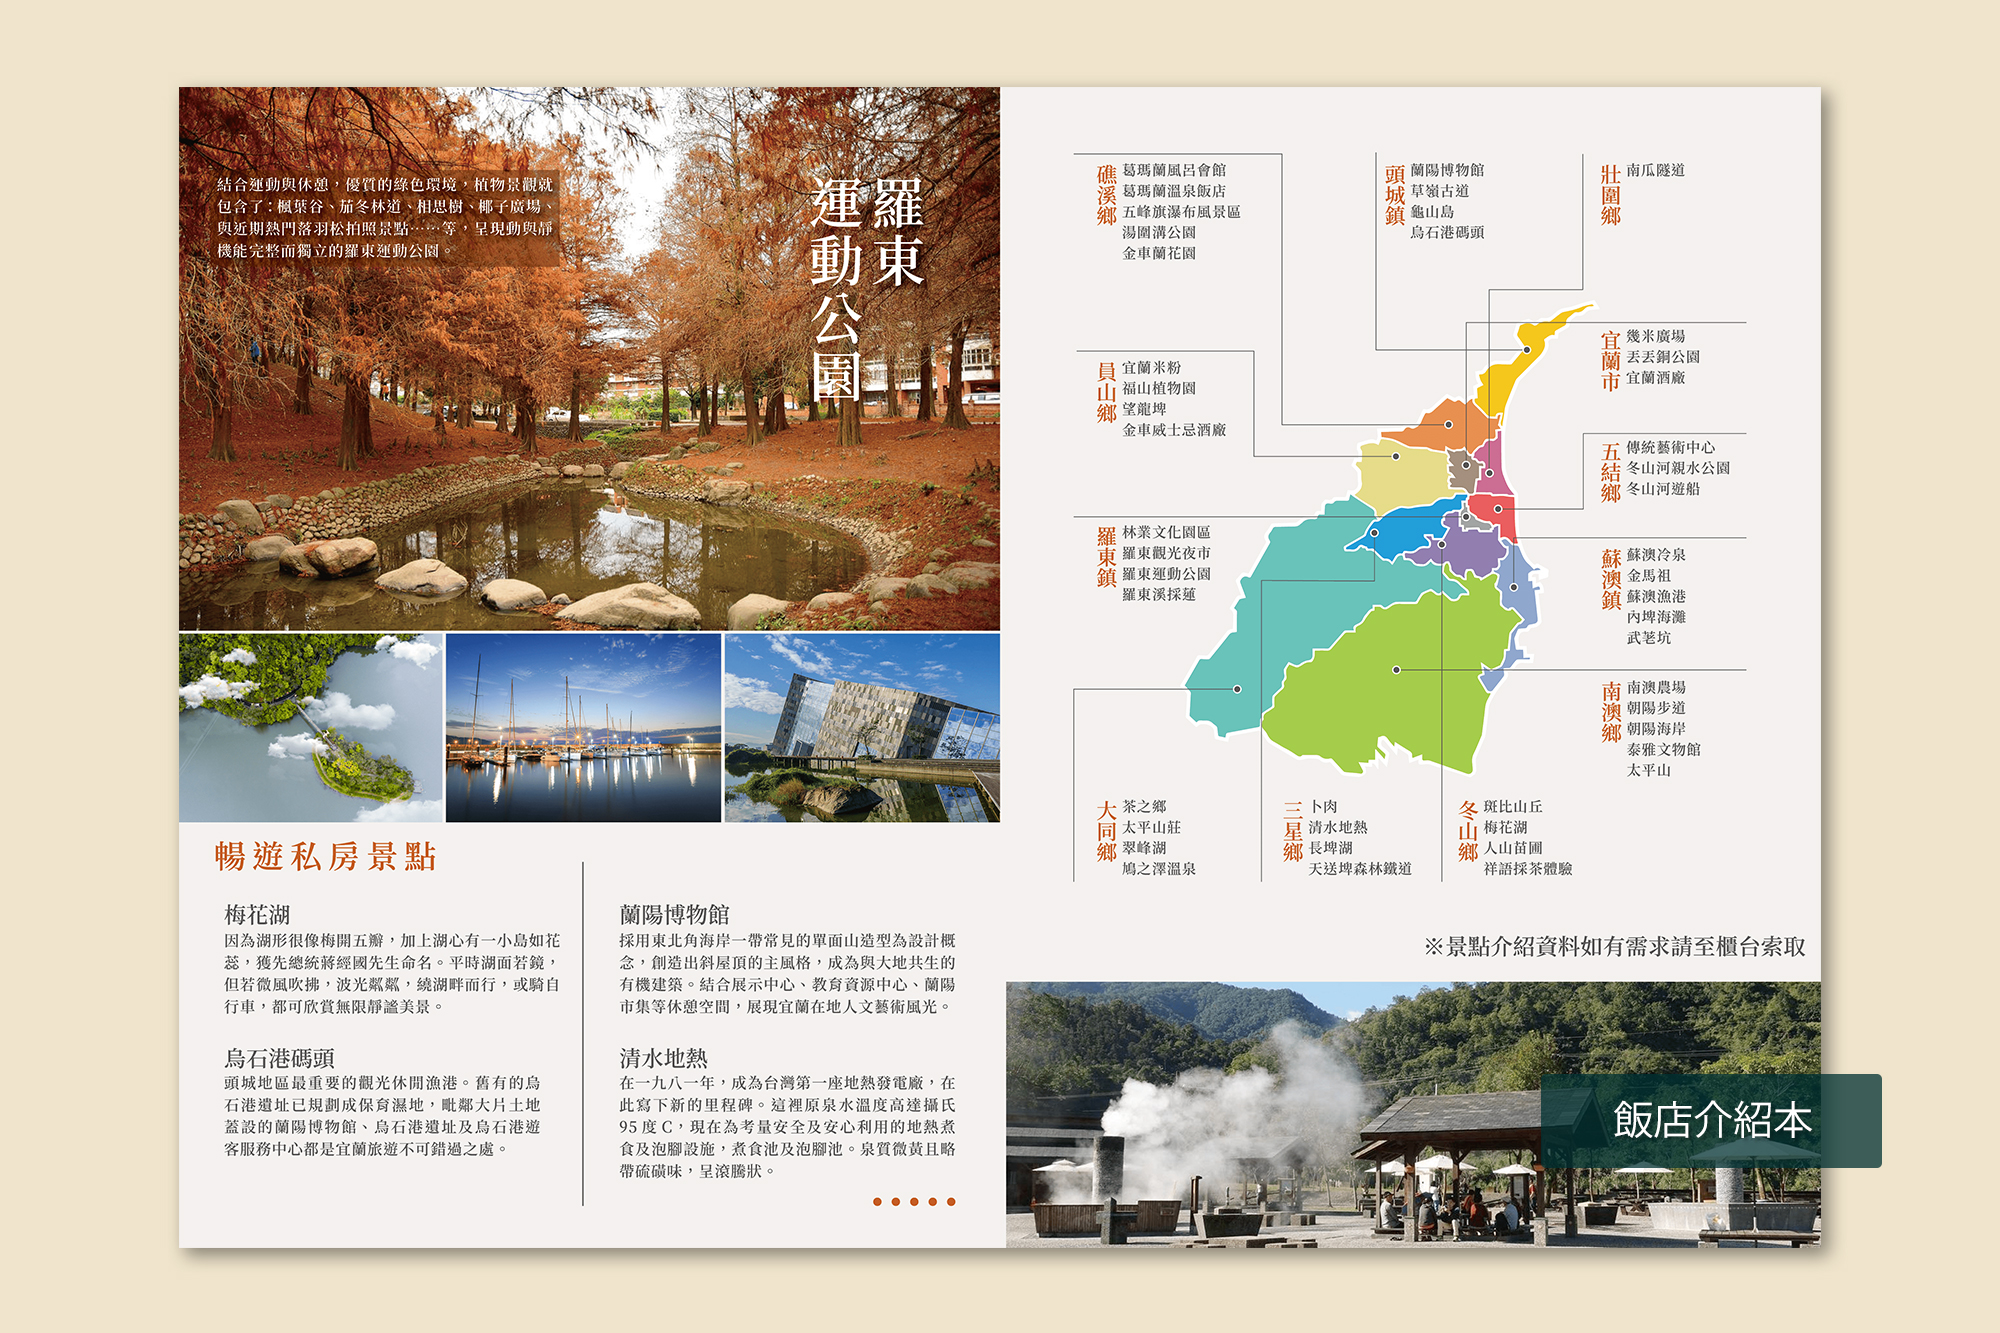 結合運動與休憩，優質的綠色環境，植物景觀就
包含了：楓葉谷、茄冬林道、相思樹、椰子廣場、
與近期熱門落羽松拍照景點……等，呈現動與靜
機能完整而獨立的羅東運動公園。
羅東
運動公園
暢遊私房景點
梅花湖
因為湖形很像梅開五瓣，加上湖心有一小島如花
蕊，獲先總統蔣經國先生命名。平時湖面若鏡，
但若微風吹拂，波光粼粼，繞湖畔而行，或騎自
行車，都可欣賞無限靜謐美景。
烏石港碼頭
頭城地區最重要的觀光休閒漁港。舊有的烏
石港遺址已規劃成保育濕地，毗鄰大片土地
蓋設的蘭陽博物館、烏石港遺址及烏石港遊
客服務中心都是宜蘭旅遊不可錯過之處。
蘭陽博物館
採用東北角海岸一帶常見的單面山造型為設計概
念，創造出斜屋頂的主風格，成為與大地共生的
有機建築。結合展示中心、教育資源中心、蘭陽
市集等休憩空間，展現宜蘭在地人文藝術風光。
清水地熱
在一九八一年，成為台灣第一座地熱發電廠，在
此寫下新的里程碑。這裡原泉水溫度高達攝氏
95 度 C，現在為考量安全及安心利用的地熱煮
食及泡腳設施，煮食池及泡腳池。泉質微黃且略
帶硫磺味，呈滾騰狀。
礁溪鄉
葛瑪蘭風呂會館
葛瑪蘭溫泉飯店
五峰旗瀑布風景區
湯圍溝公園
金車蘭花園
頭城鎮
蘭陽博物館
草嶺古道
龜山島
烏石港碼頭
壯圍鄉
南瓜隧道
宜蘭市
幾米廣場
丟丟銅公園
宜蘭酒廠
員山鄉
宜蘭米粉
福山植物園
望龍埤
金車威士忌酒廠
五結鄉
傳統藝術中心
冬山河親水公園
冬山河遊船
羅東鎮
林業文化園區
羅東觀光夜市
羅東運動公園
羅東溪採蓮
蘇澳鎮
蘇澳冷泉
金馬祖
蘇澳漁港
內埤海灘
武荖坑
南澳鄉
南澳農場
朝陽步道
朝陽海岸
泰雅文物館
太平山
大同鄉
茶之鄉
太平山莊
翠峰湖
鳩之澤溫泉
三星鄉
卜肉
清水地熱
長埤湖
天送埤森林鐵道
冬山鄉
斑比山丘
梅花湖
人山苗圃
祥語採茶體驗
※景點介紹資料如有需求請至櫃台索取
飯店介紹本